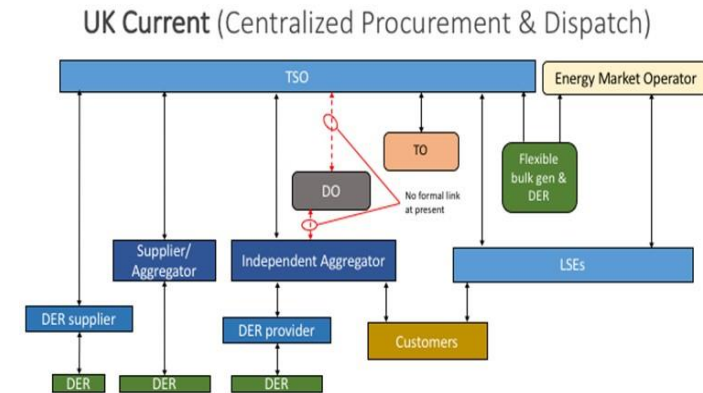 UK Current (Centralized Procurement & Dispatch)
TSO
Energy Market Operator
TO
Flexible
bulk gen &
DER
DO
No formal link
at present
Supplier/
Aggregator
Independent Aggregator
LSEs
DER supplier
DER provider
Customers
DER
DER
DER